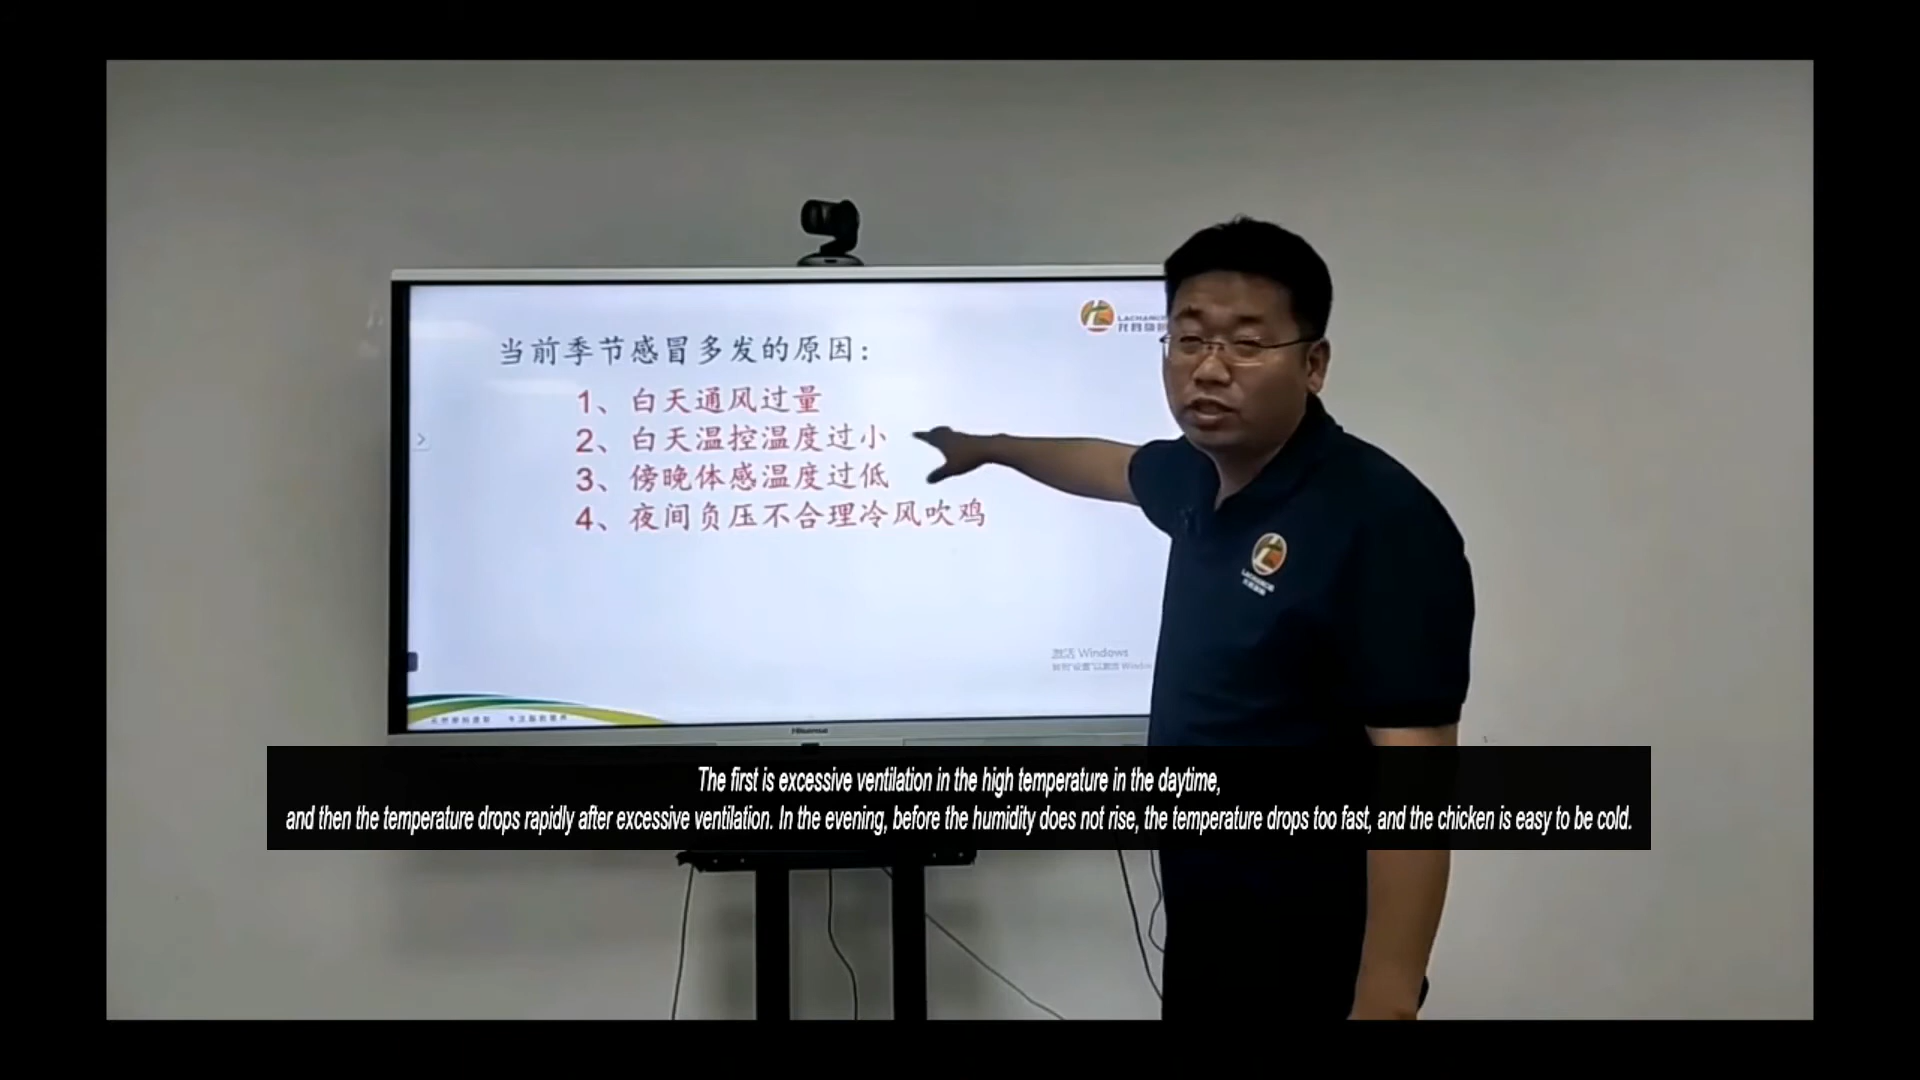 LACHANCE
当前季节感冒多发的原因：
1、白天通风过量
2、白天温控温度过小
3、傍晚体感温度过低
4、夜间负压不合理冷风吹鸡
激活 Windows
Hisense
LACHANCE
The first is excessive ventilation in the high temperature in the daytime,
and then the temperature drops rapidly after excessive ventilation. In the evening, before the humidity does not rise, the temperature drops too fast, and the chicken is easy to be cold.